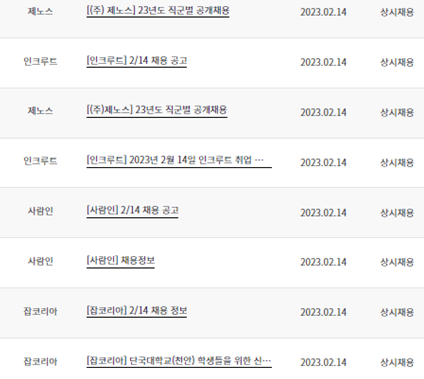 제노스 [(주) 제노스] 23년도 직군별 공개채용 2023.02.14 상시채용
인크루트 [인크루트] 2/14 채용 공고 2023.02.14 상시채용
제노스 [(주)제노스] 23년도 직군별 공개채용 2023.02.14 상시채용
인크루트 [인크루트] 2023년 2월 14일 인크루트 취업 ... 2023.02.14 상시채용
사람인 [사람인] 2/14 채용 공고 2023.02.14 상시채용
사람인 [사람인] 채용정보 2023.02.14 상시채용
잡코리아 [잡코리아] 2/14 채용 정보 2023.02.14 상시채용
잡코리아 [잡코리아] 단국대학교(천안) 학생들을 위한 신... 2023.02.14 상시채용